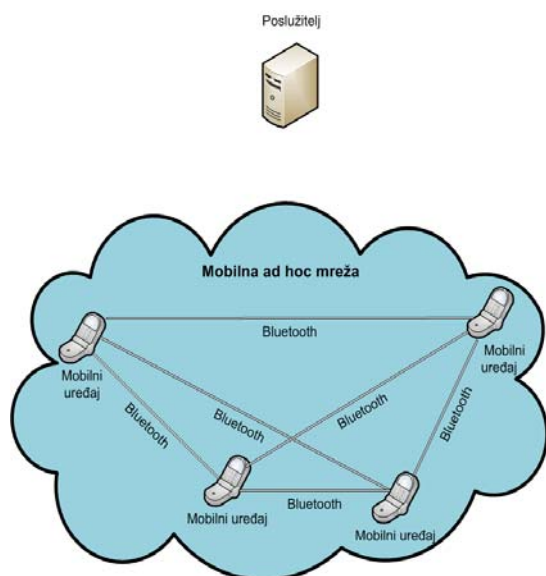 Poslužitelj
Mobilna ad hoc mreža
Bluetooth
Mobilni
uređaj
Mobilni
uređaj
Bluetooth
Bluetooth
Bluetooth
Bluetooth
Bluetooth
Mobilni uređaj
Mobilni uređaj